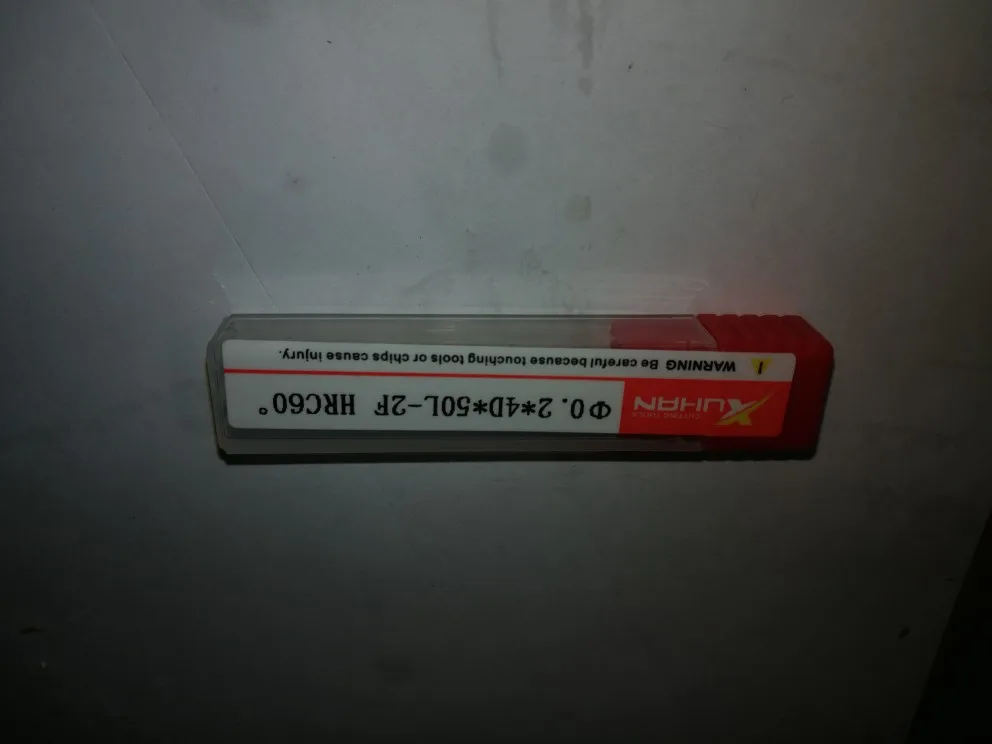 XUHAN
CUTTING TOOLS
Φ0.2*4D*50L-2F HRC60°
! WARNING Be careful because touching tools or chips cause injury.